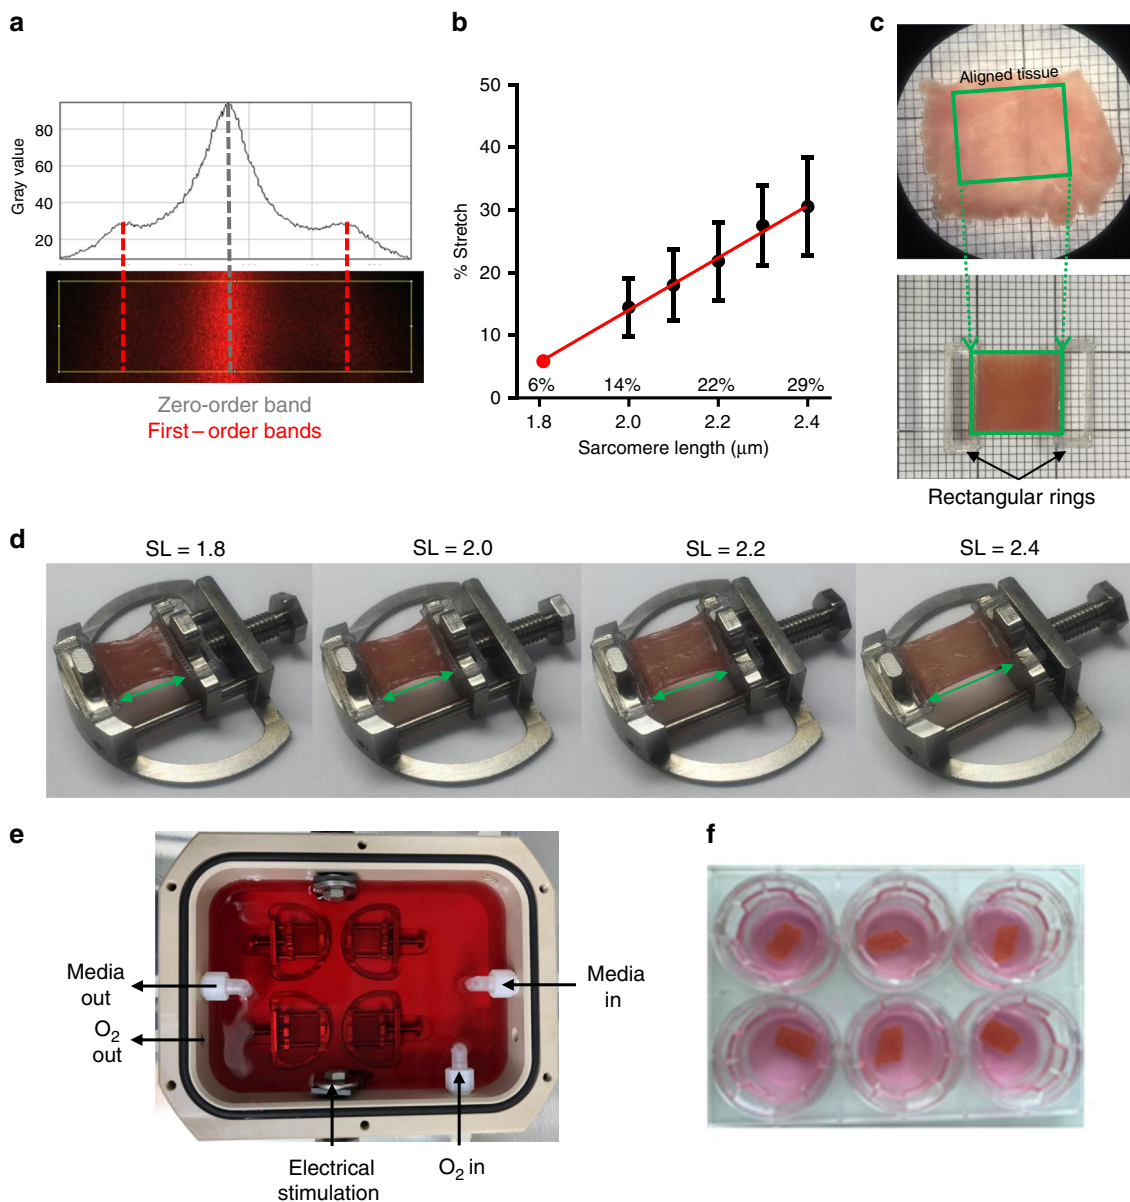 a
Gray value
80
60
40
20
Zero-order band
First–order bands
b
% Stretch
50
40
30
20
10
0
6%
14%
22%
29%
1.8
2.0
2.2
2.4
Sarcomere length (μm)
c
Aligned tissue
Rectangular rings
d
SL = 1.8
SL = 2.0
SL = 2.2
SL = 2.4
e
Media
out
O2
out
Media
in
Electrical
stimulation
O2 in
f